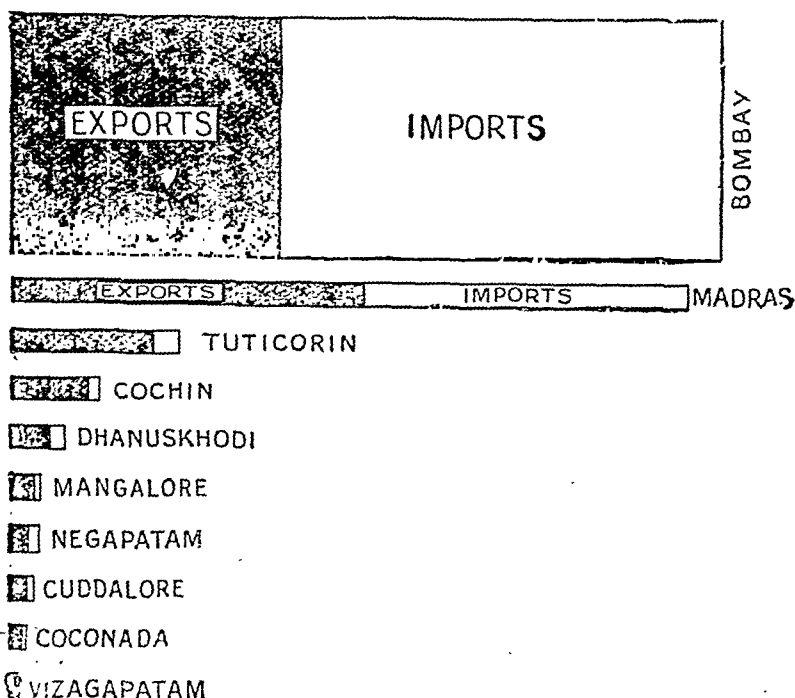 EXPORTS IMPORTS
BOMBAY
EXPORTS IMPORTS MADRAS
TUTICORIN
COCHIN
DHANUSKHODI
MANGALORE
NEGAPATAM
CUDDALORE
COCONADA
VIZAGAPATAM